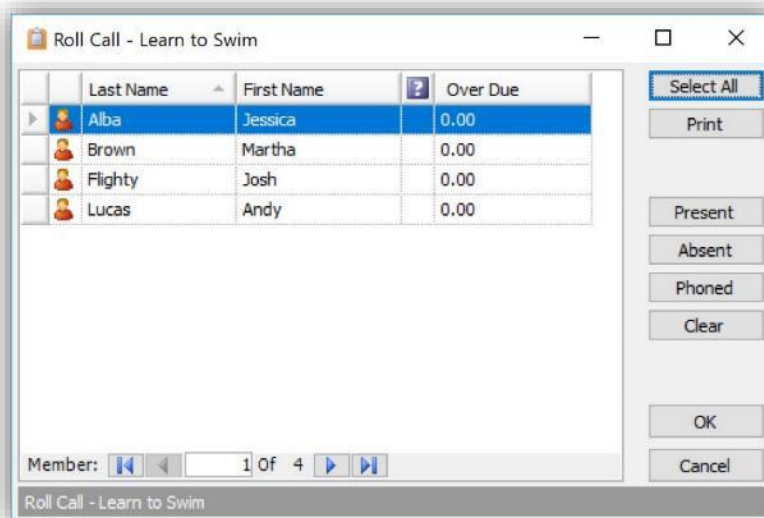 Roll Call - Learn to Swim
Last Name First Name ? Over Due
Alba Jessica 0.00
Brown Martha 0.00
Flighty Josh 0.00
Lucas Andy 0.00
Select All
Print
Present
Absent
Phoned
Clear
OK
Cancel
Member: 1 Of 4
Roll Call - Learn to Swim